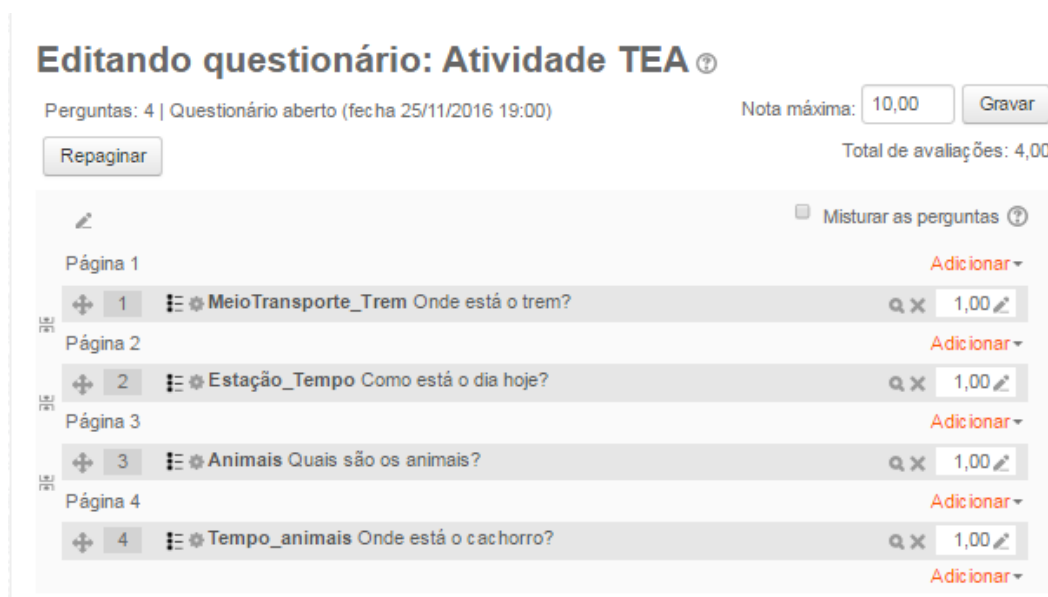 Editando questionário: Atividade TEA
Perguntas: 4 | Questionário aberto (fecha 25/11/2016 19:00)
Nota máxima: 10,00 Gravar
Repaginar
Total de avaliações: 4,00
Misturar as perguntas
Página 1
Adicionar
1 MeioTransporte_Trem Onde está o trem? 1,00
Página 2
Adicionar
2 Estação_Tempo Como está o dia hoje? 1,00
Página 3
Adicionar
3 Animais Quais são os animais? 1,00
Página 4
Adicionar
4 Tempo_animais Onde está o cachorro? 1,00
Adicionar